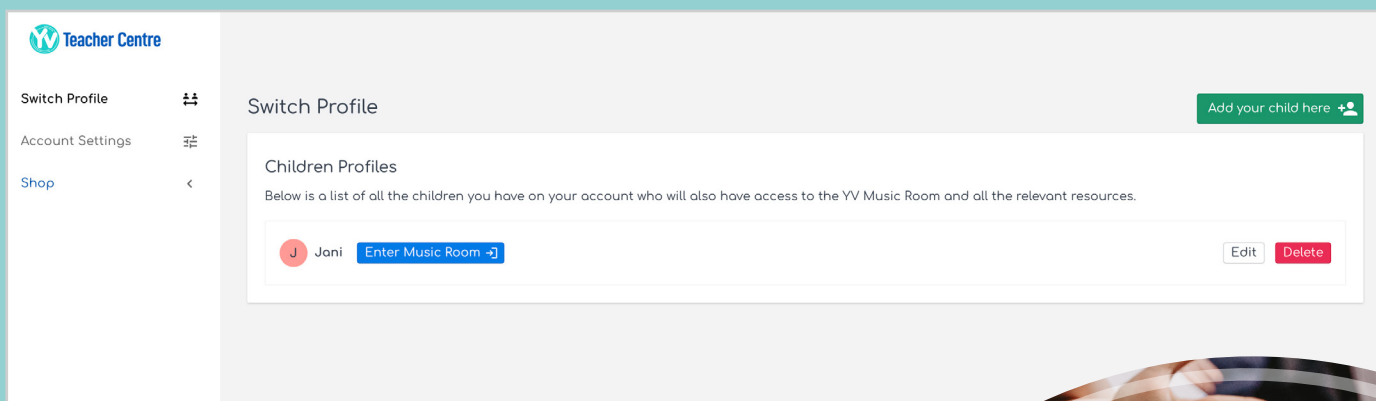 YV Teacher Centre
Switch Profile
Account Settings
Shop
Switch Profile
Add your child here
Children Profiles
Below is a list of all the children you have on your account who will also have access to the YV Music Room and all the relevant resources.
J Jani Enter Music Room Edit Delete